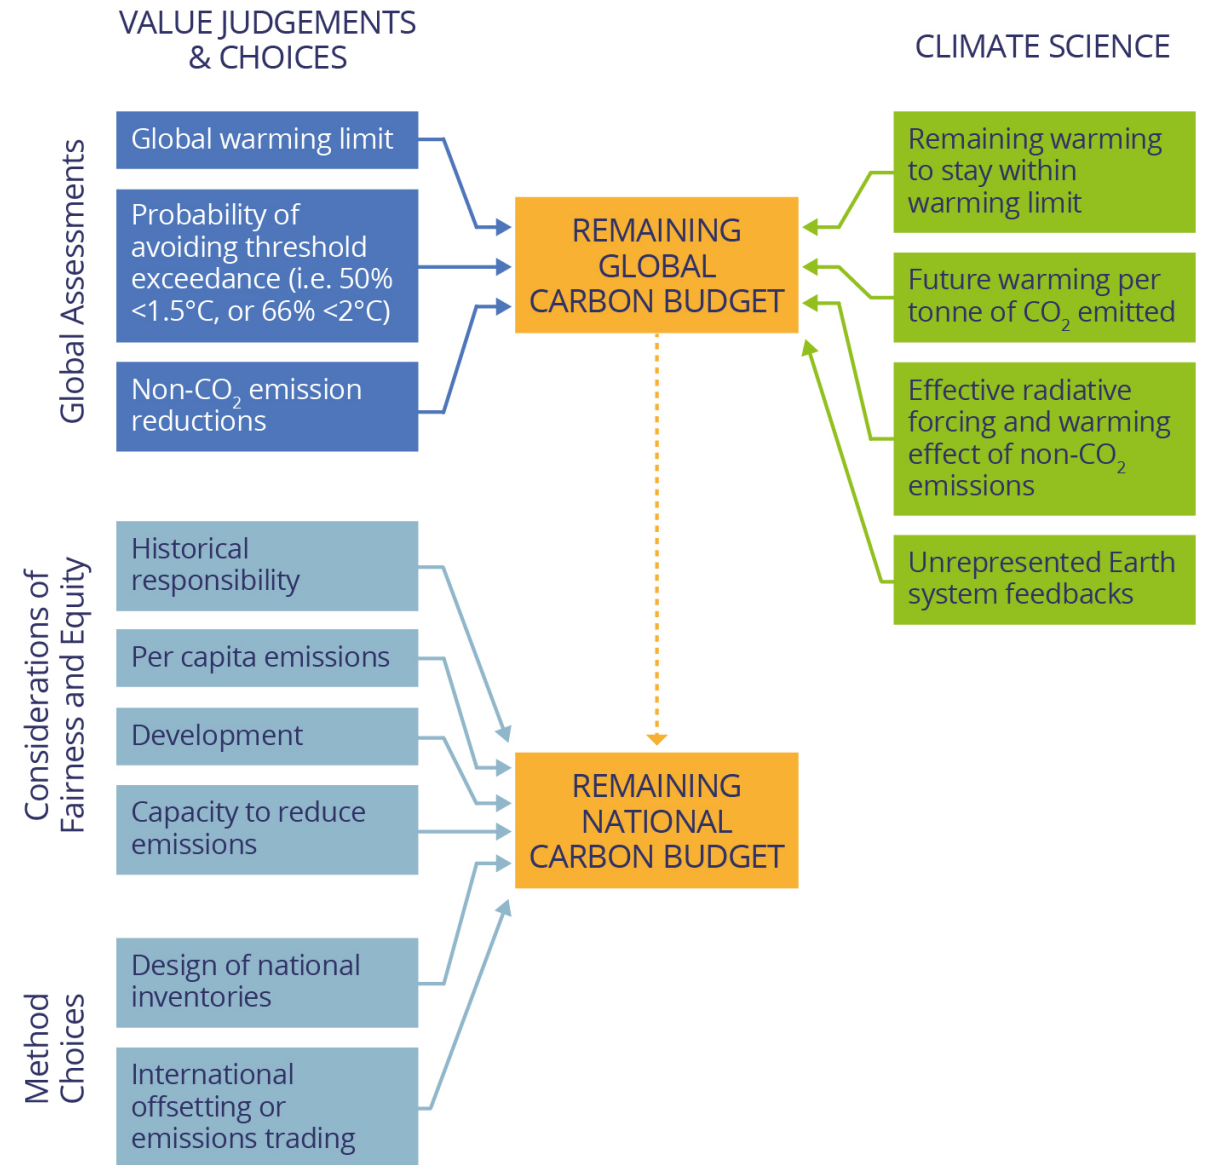 VALUE JUDGEMENTS
& CHOICES
CLIMATE SCIENCE
Global Assessments
Global warming limit
Probability of
avoiding threshold
exceedance (i.e. 50%
<1.5°C, or 66% <2°C)
Non-CO₂ emission
reductions
REMAINING
GLOBAL
CARBON BUDGET
Remaining warming
to stay within
warming limit
Future warming per
tonne of CO₂ emitted
Effective radiative
forcing and warming
effect of non-CO₂
emissions
Unrepresented Earth
system feedbacks
Considerations of
Fairness and Equity
Historical
responsibility
Per capita emissions
Development
Capacity to reduce
emissions
REMAINING
NATIONAL
CARBON BUDGET
Method
Choices
Design of national
inventories
International
offsetting or
emissions trading